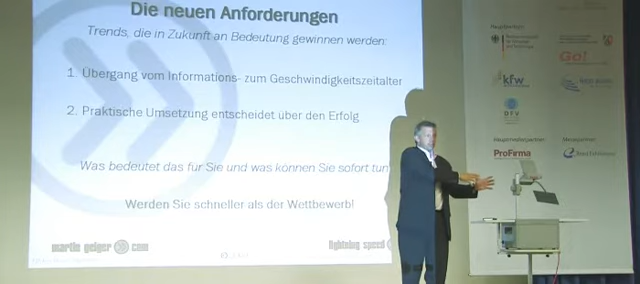 Die neuen Anforderungen
Trends, die in Zukunft an Bedeutung gewinnen werden:
1. Übergang vom Informations- zum Geschwindigkeitszeitalter
2. Praktische Umsetzung entscheidet über den Erfolg
Was bedeutet das für Sie und was können Sie sofort tun
Werden Sie schneller als der Wettbewerb!
martin geiger com
lightning speed
Go!
kfw
DFV
ProFirma